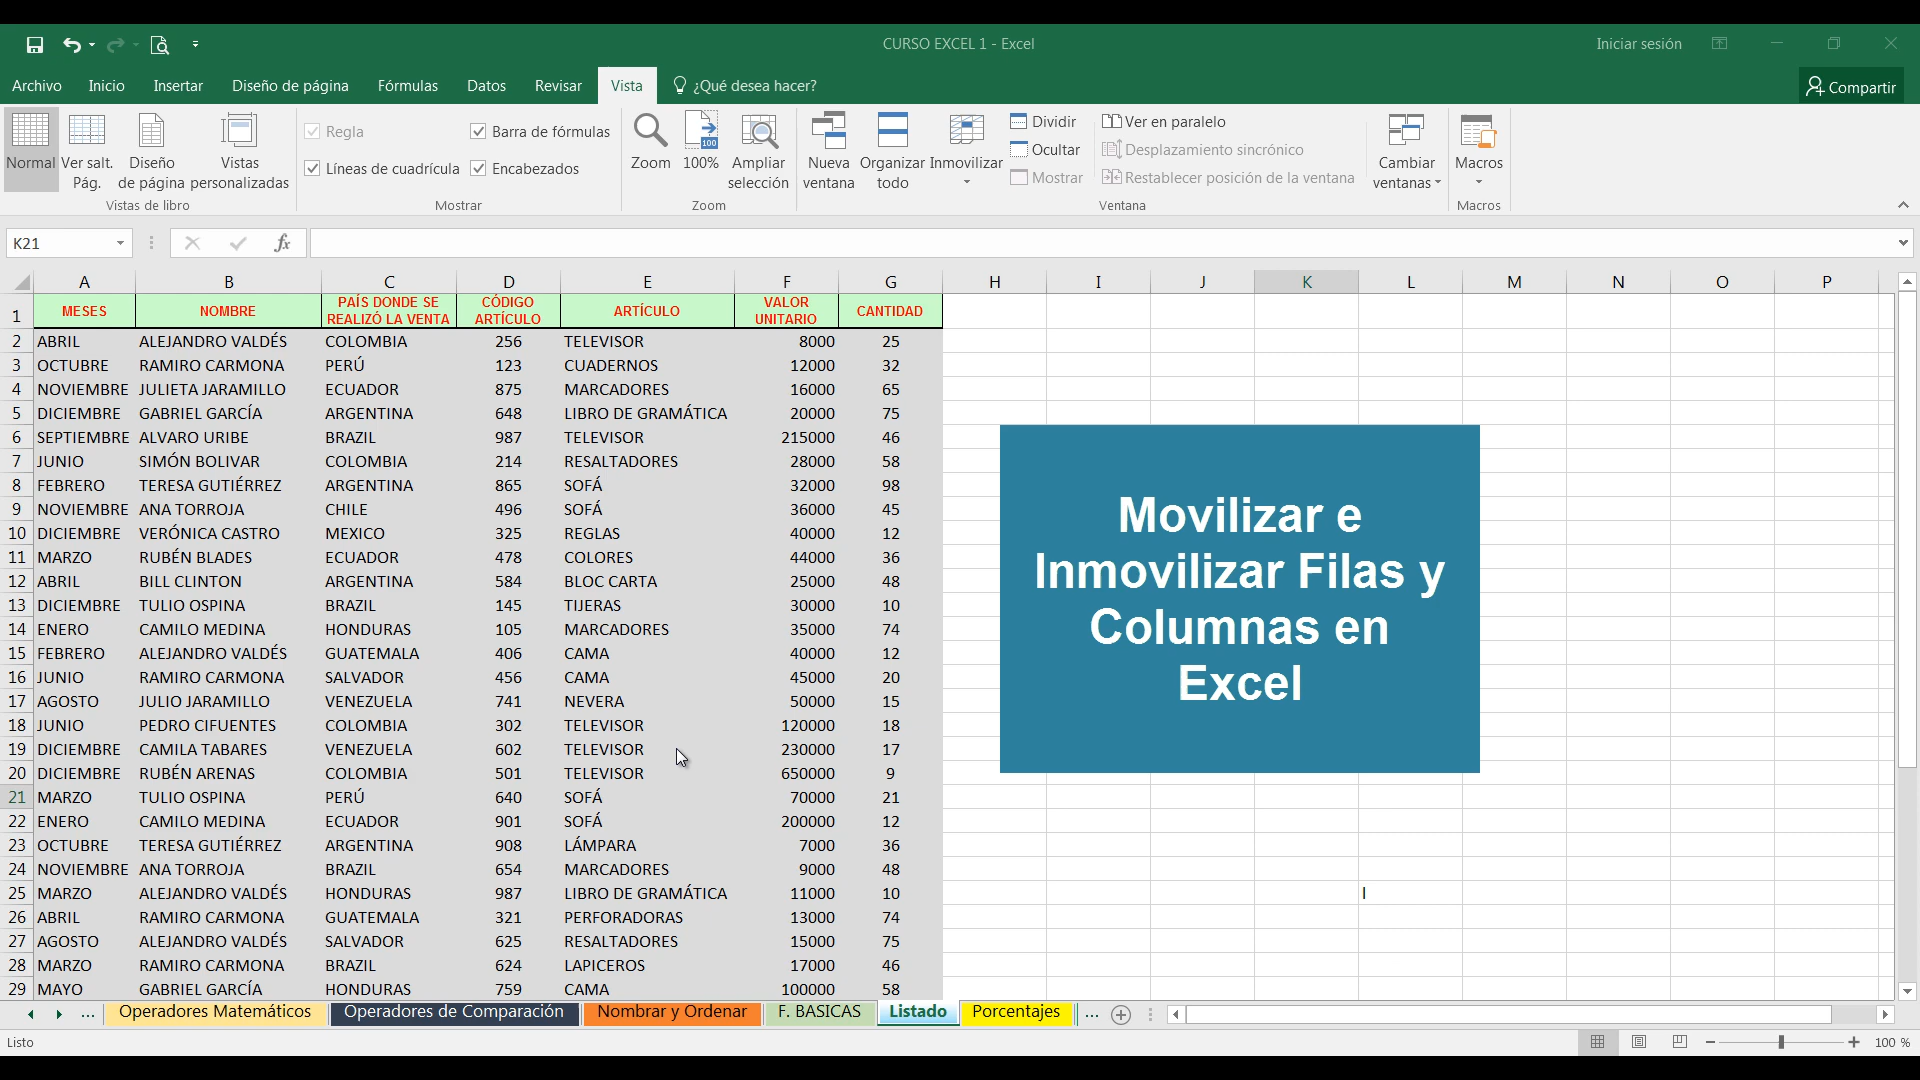 CURSO EXCEL 1 - Excel
Iniciar sesión
Archivo Inicio Insertar Diseño de página Fórmulas Datos Revisar Vista ¿Qué desea hacer? Compartir
Normal Ver salt. Pág. Diseño de página Vistas personalizadas
Vistas de libro
Regla Barra de fórmulas
Líneas de cuadrícula Encabezados
Mostrar
Zoom 100% Ampliar selección
100
Zoom
Nueva ventana Organizar todo Inmovilizar
Dividir
Ocultar
Mostrar
Ver en paralelo
Desplazamiento sincrónico
Restablecer posición de la ventana
Cambiar ventanas
Ventana
Macros
Macros
K21 fx
A B C D E F G H I J K L M N O P
1 MESES NOMBRE PAÍS DONDE SE REALIZÓ LA VENTA CÓDIGO ARTÍCULO ARTÍCULO VALOR UNITARIO CANTIDAD
2 ABRIL ALEJANDRO VALDÉS COLOMBIA 256 TELEVISOR 8000 25
3 OCTUBRE RAMIRO CARMONA PERÚ 123 CUADERNOS 12000 32
4 NOVIEMBRE JULIETA JARAMILLO ECUADOR 875 MARCADORES 16000 65
5 DICIEMBRE GABRIEL GARCÍA ARGENTINA 648 LIBRO DE GRAMÁTICA 20000 75
6 SEPTIEMBRE ALVARO URIBE BRAZIL 987 TELEVISOR 215000 46
7 JUNIO SIMÓN BOLIVAR COLOMBIA 214 RESALTADORES 28000 58
8 FEBRERO TERESA GUTIÉRREZ ARGENTINA 865 SOFÁ 32000 98
9 NOVIEMBRE ANA TORROJA CHILE 496 SOFÁ 36000 45
10 DICIEMBRE VERÓNICA CASTRO MEXICO 325 REGLAS 40000 12
11 MARZO RUBÉN BLADES ECUADOR 478 COLORES 44000 36
12 ABRIL BILL CLINTON ARGENTINA 584 BLOC CARTA 25000 48
13 DICIEMBRE TULIO OSPINA BRAZIL 145 TIJERAS 30000 10
14 ENERO CAMILO MEDINA HONDURAS 105 MARCADORES 35000 74
15 FEBRERO ALEJANDRO VALDÉS GUATEMALA 406 CAMA 40000 12
16 JUNIO RAMIRO CARMONA SALVADOR 456 CAMA 45000 20
17 AGOSTO JULIO JARAMILLO VENEZUELA 741 NEVERA 50000 15
18 JUNIO PEDRO CIFUENTES COLOMBIA 302 TELEVISOR 120000 18
19 DICIEMBRE CAMILA TABARES VENEZUELA 602 TELEVISOR 230000 17
20 DICIEMBRE RUBÉN ARENAS COLOMBIA 501 TELEVISOR 650000 9
21 MARZO TULIO OSPINA PERÚ 640 SOFÁ 70000 21
22 ENERO CAMILO MEDINA ECUADOR 901 SOFÁ 200000 12
23 OCTUBRE TERESA GUTIÉRREZ ARGENTINA 908 LÁMPARA 7000 36
24 NOVIEMBRE ANA TORROJA BRAZIL 654 MARCADORES 9000 48
25 MARZO ALEJANDRO VALDÉS HONDURAS 987 LIBRO DE GRAMÁTICA 11000 10 I
26 ABRIL RAMIRO CARMONA GUATEMALA 321 PERFORADORAS 13000 74
27 AGOSTO ALEJANDRO VALDÉS SALVADOR 625 RESALTADORES 15000 75
28 MARZO RAMIRO CARMONA BRAZIL 624 LAPICEROS 17000 46
29 MAYO GABRIEL GARCÍA HONDURAS 759 CAMA 100000 58
Movilizar e
Inmovilizar Filas y
Columnas en
Excel
... Operadores Matemáticos Operadores de Comparación Nombrar y Ordenar F. BASICAS Listado Porcentajes ...
Listo 100 %